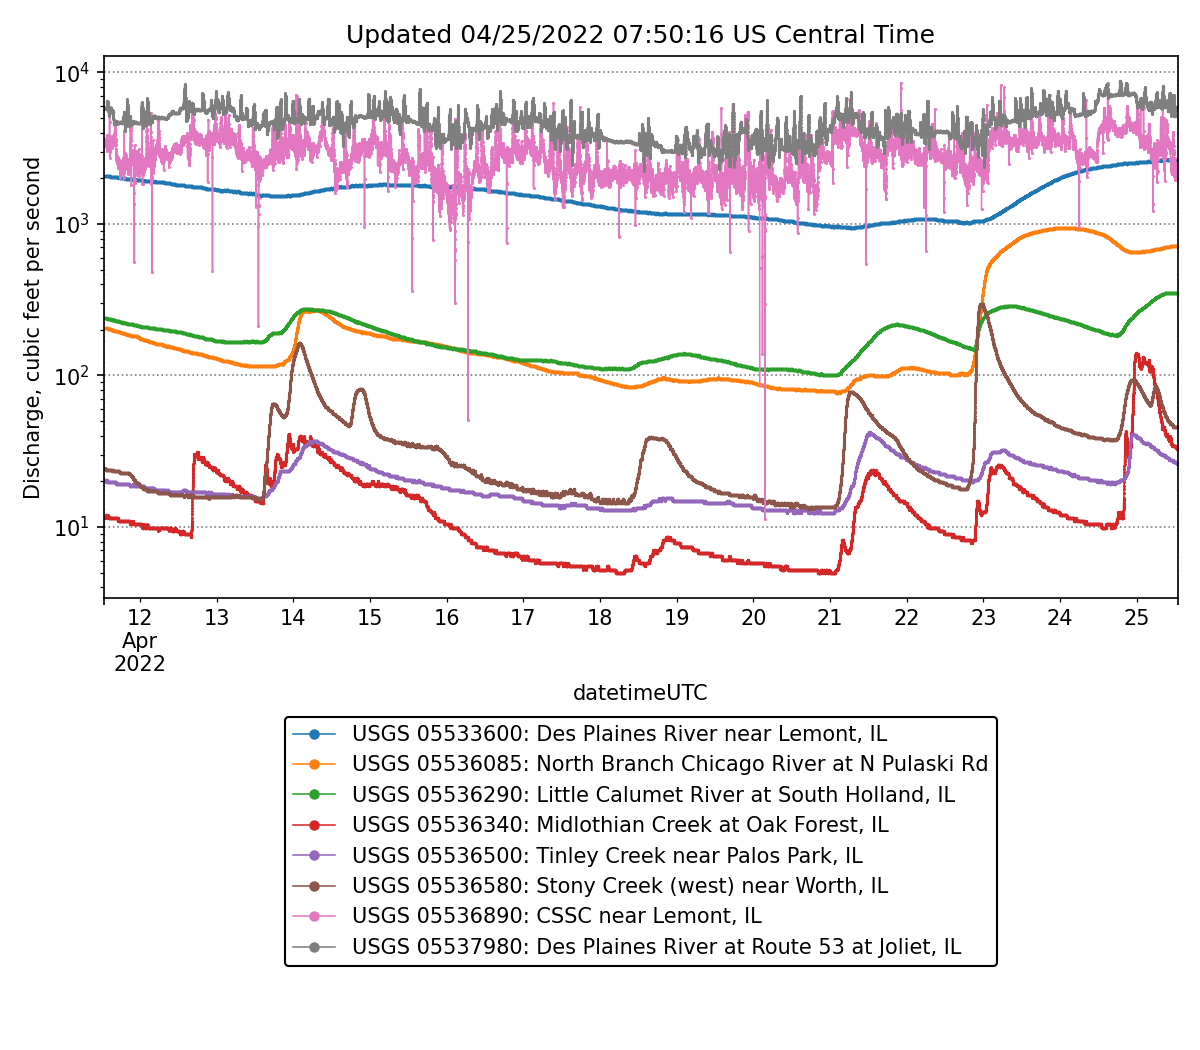 Updated 04/25/2022 07:50:16 US Central Time
Discharge, cubic feet per second
10^4
10^3
10^2
10^1
12 13 14 15 16 17 18 19 20 21 22 23 24 25
Apr
2022
datetimeUTC
USGS 05533600: Des Plaines River near Lemont, IL
USGS 05536085: North Branch Chicago River at N Pulaski Rd
USGS 05536290: Little Calumet River at South Holland, IL
USGS 05536340: Midlothian Creek at Oak Forest, IL
USGS 05536500: Tinley Creek near Palos Park, IL
USGS 05536580: Stony Creek (west) near Worth, IL
USGS 05536890: CSSC near Lemont, IL
USGS 05537980: Des Plaines River at Route 53 at Joliet, IL